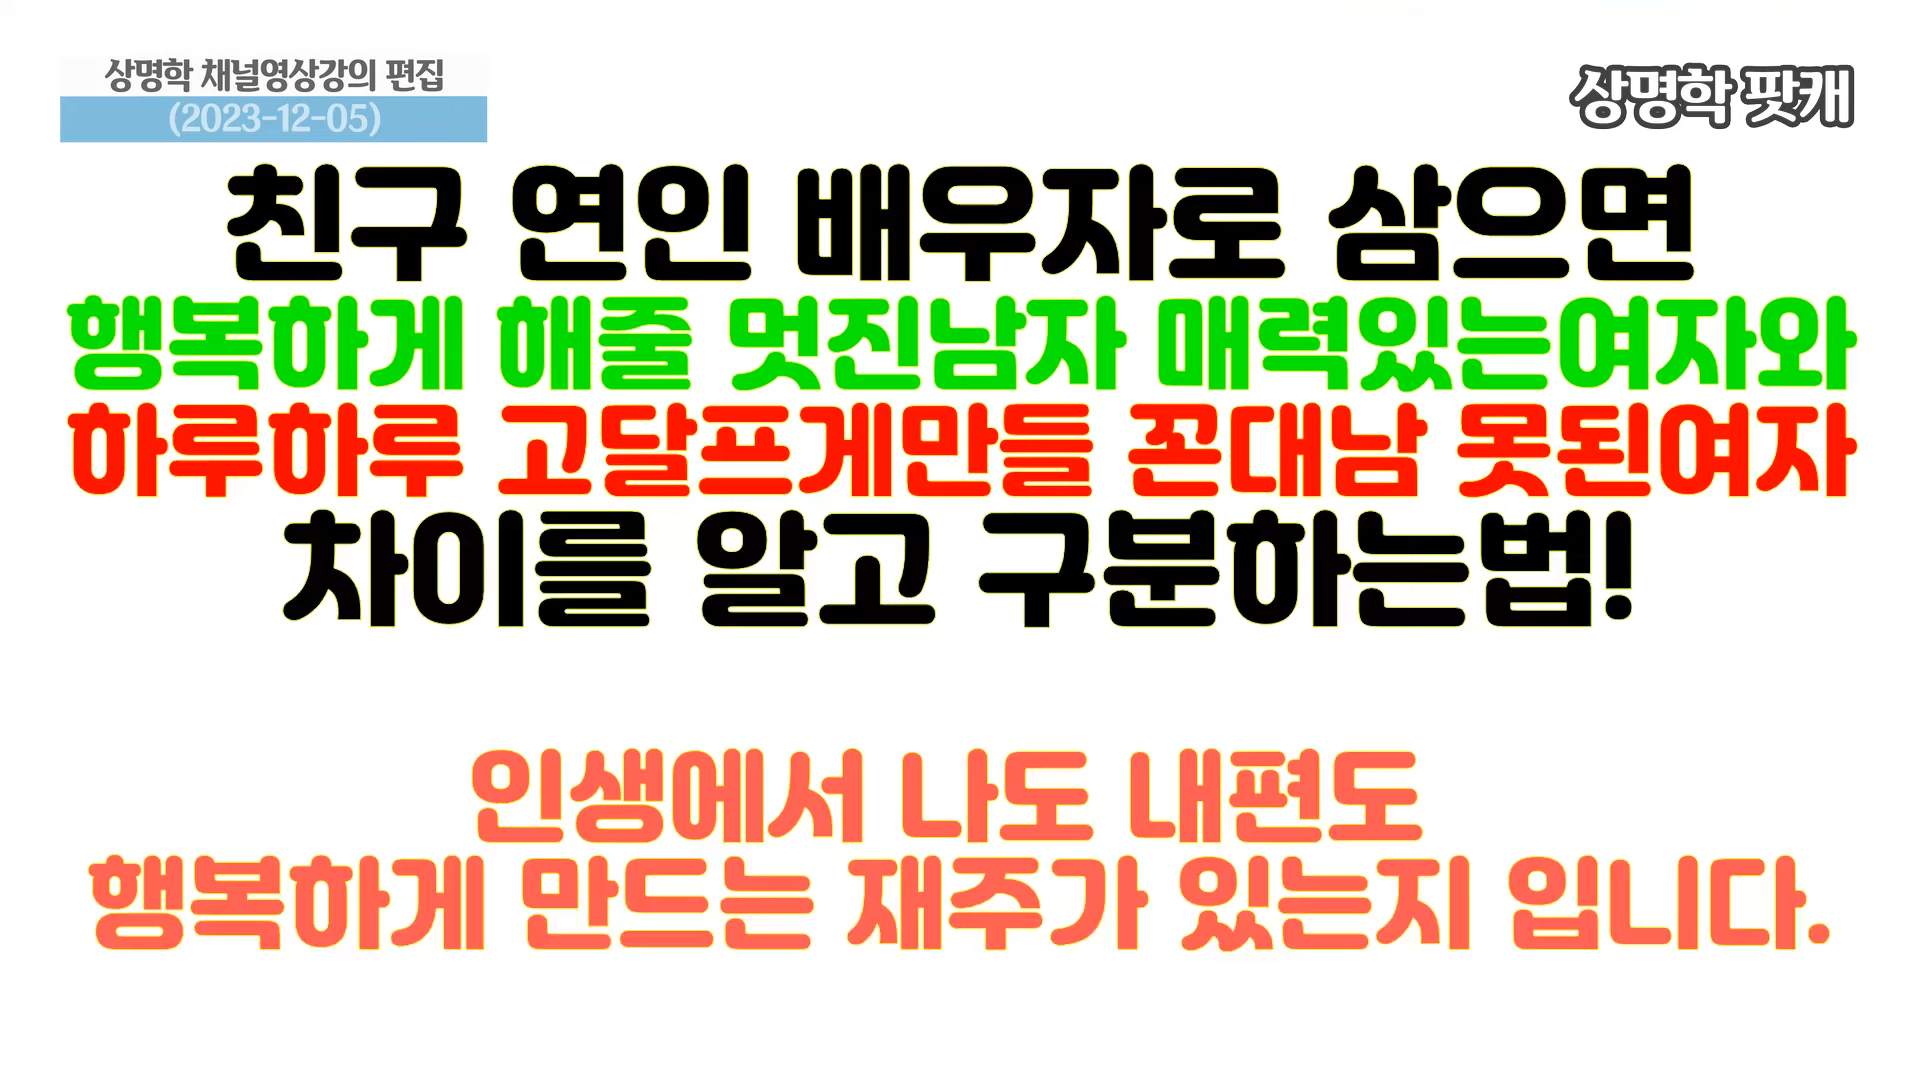 상명학 채널영상강의 편집
(2023-12-05)
상명학 팟캐
친구 연인 배우자로 삼으면
행복하게 해줄 멋진남자 매력있는여자와
하루하루 고달프게만들 꼰대남 못된여자
차이를 알고 구분하는법!
인생에서 나도 내편도
행복하게 만드는 재주가 있는지 입니다.